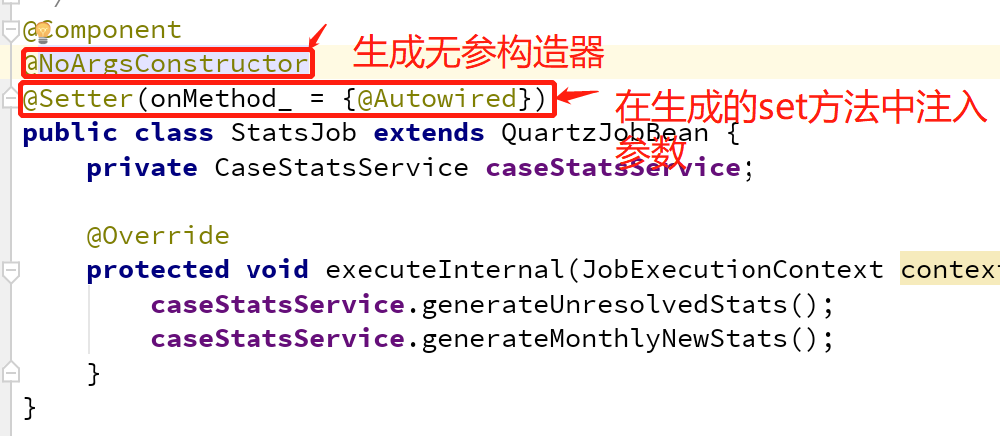 @Component
@NoArgsConstructor
生成无参构造器
@Setter(onMethod_ = {@Autowired})
在生成的set方法中注入
参数
public class StatsJob extends QuartzJobBean {
private CaseStatsService caseStatsService;
@Override
protected void executeInternal(JobExecutionContext context
caseStatsService.generateUnresolvedStats();
caseStatsService.generateMonthlyNewStats();
}
}